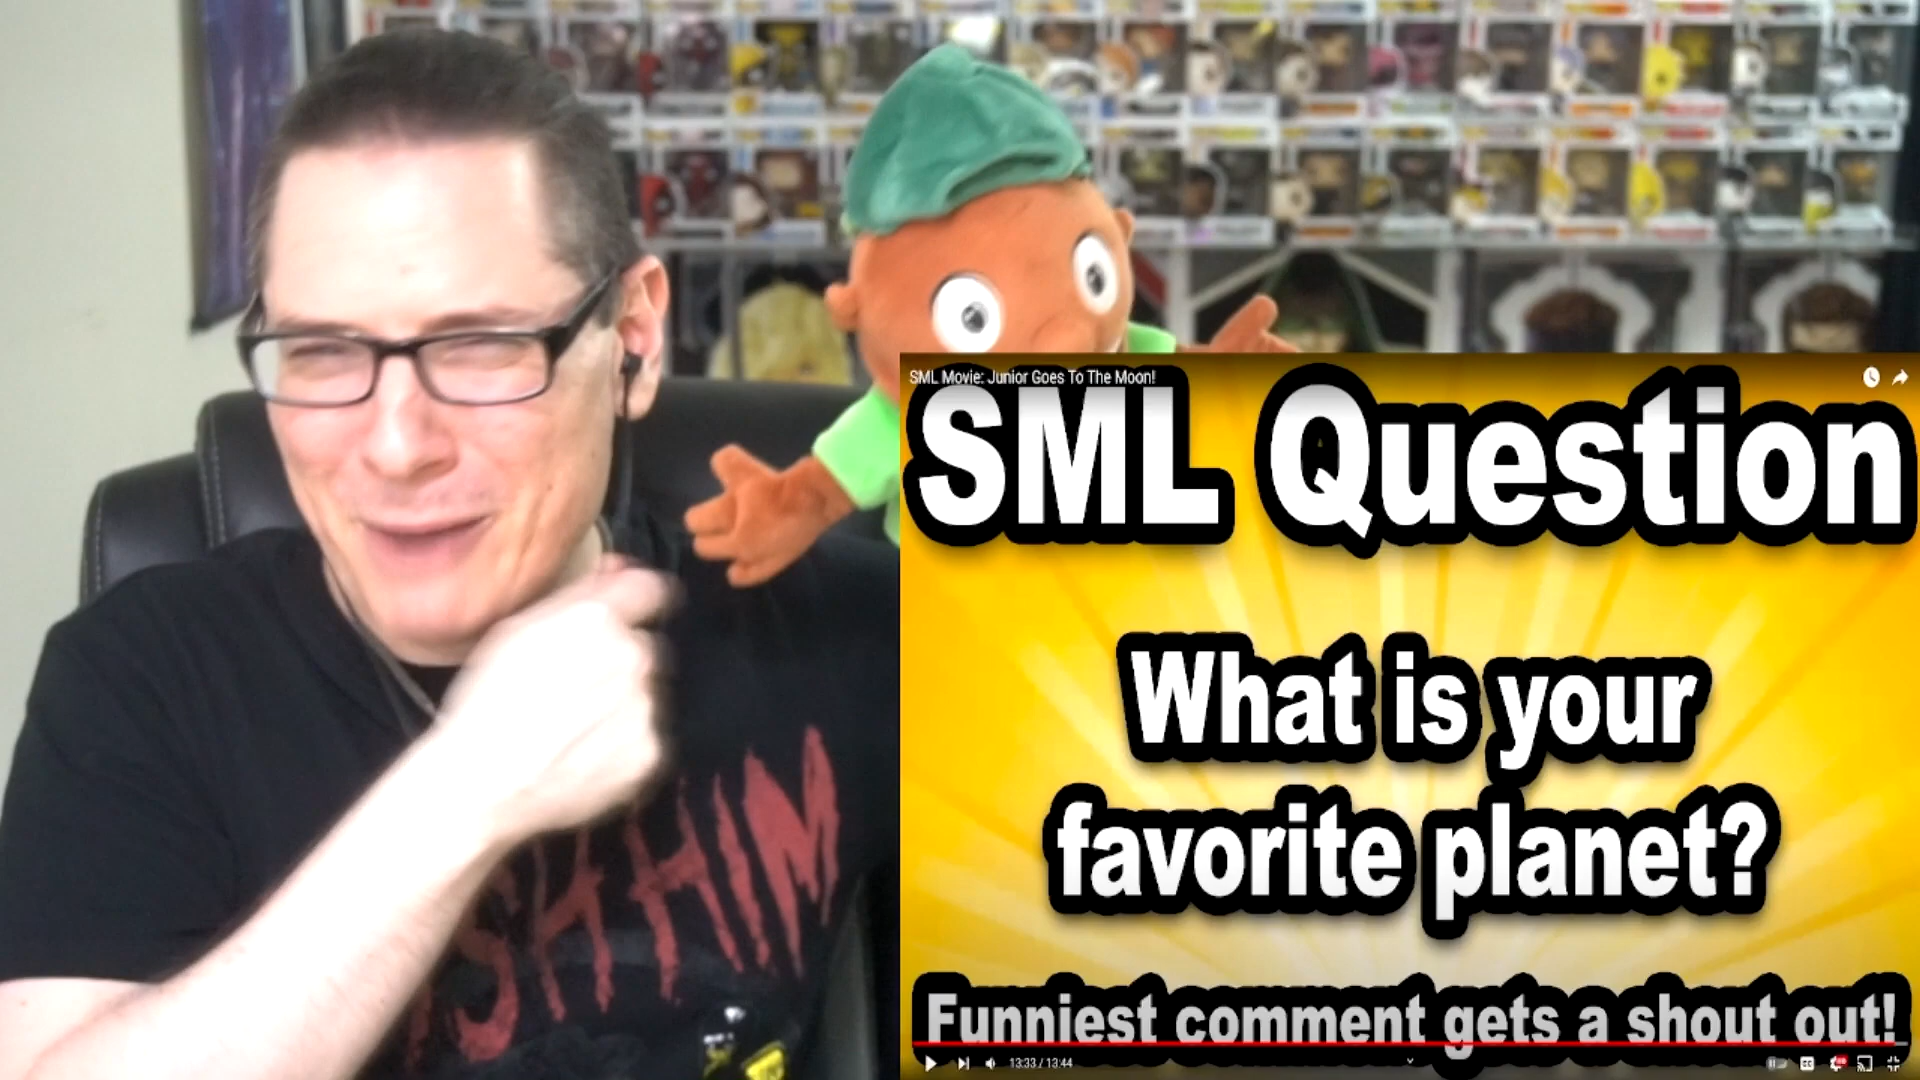 SML Movie: Junior Goes To The Moon!
SML Question
What is your
favorite planet?
Funniest comment gets a shout out!
13:33 / 13:44